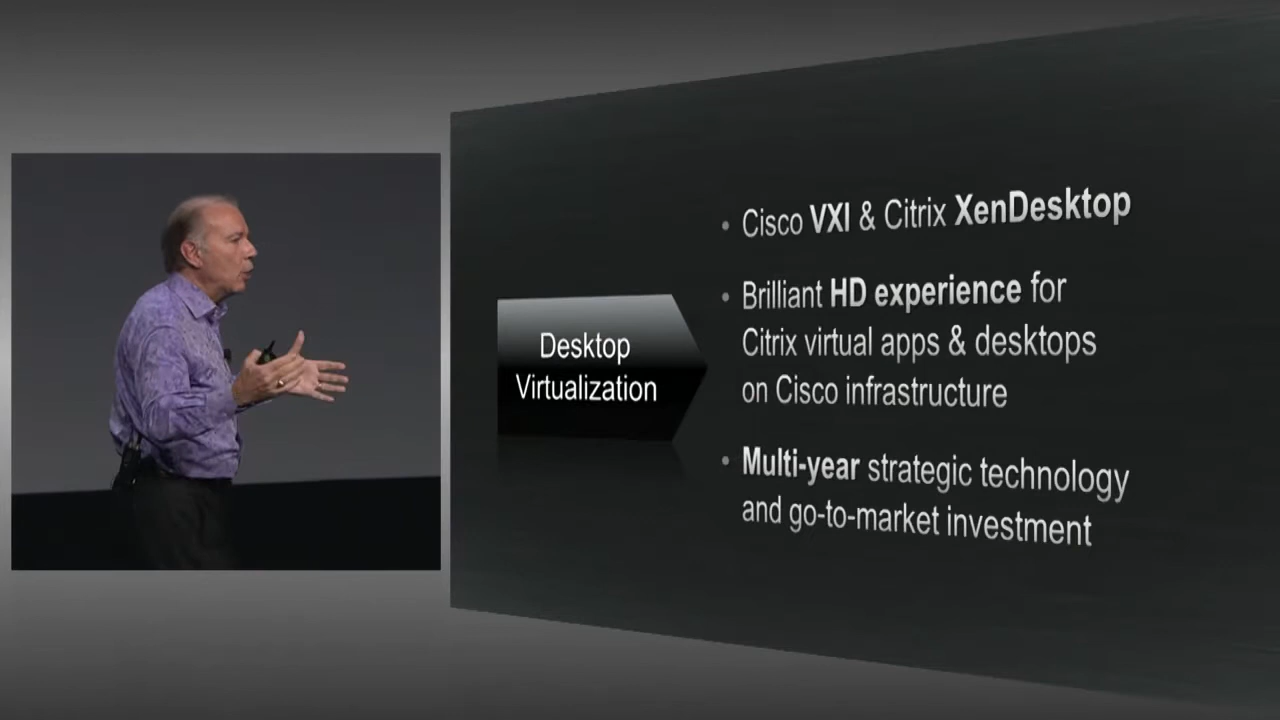 Desktop
Virtualization
• Cisco VXI & Citrix XenDesktop
• Brilliant HD experience for
Citrix virtual apps & desktops
on Cisco infrastructure
• Multi-year strategic technology
and go-to-market investment